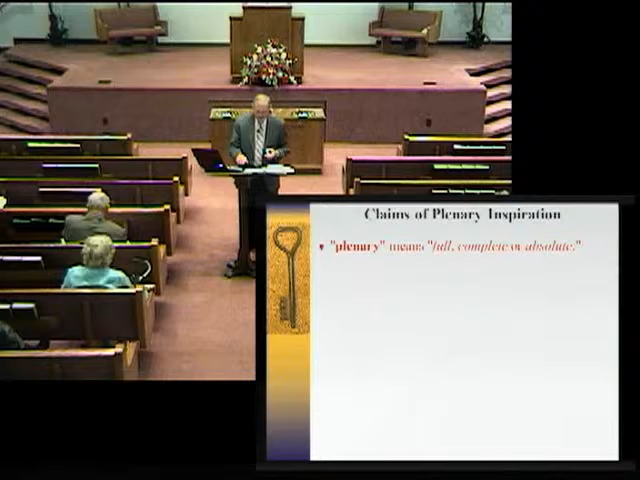 Claims of Plenary Inspiration
"plenary" means "full, complete or absolute."